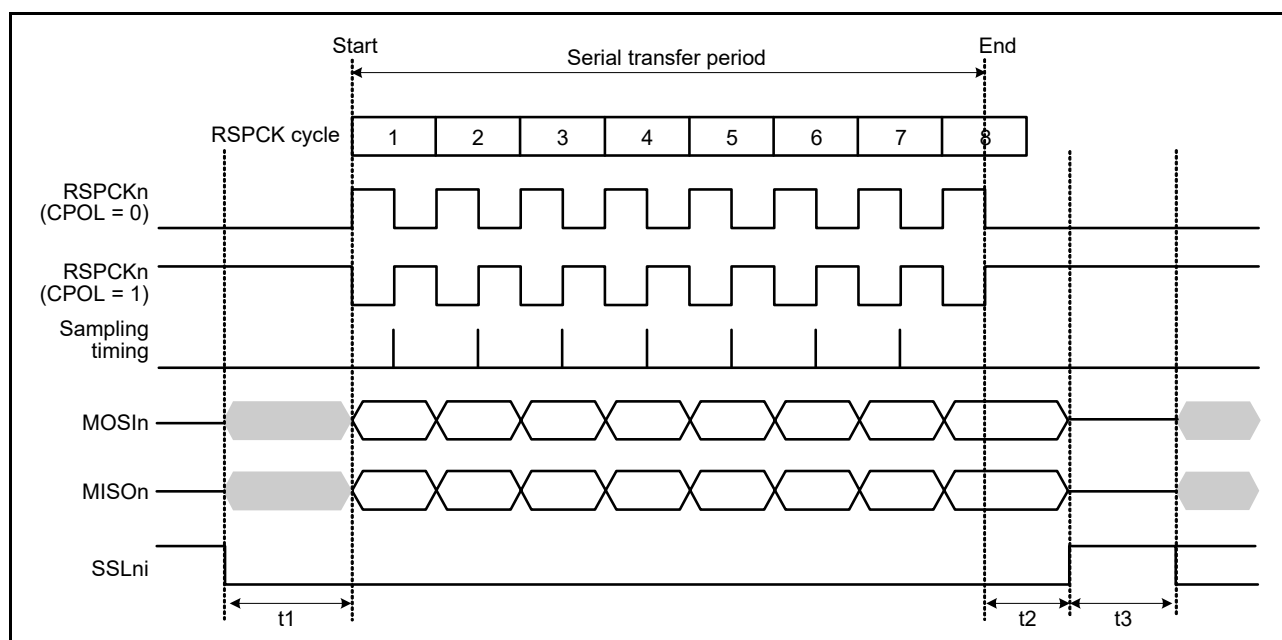 Start
End
Serial transfer period
RSPCK cycle 1 2 3 4 5 6 7 8
RSPCKn
(CPOL = 0)
RSPCKn
(CPOL = 1)
Sampling
timing
MOSIn
MISOn
SSLni
t1
t2
t3